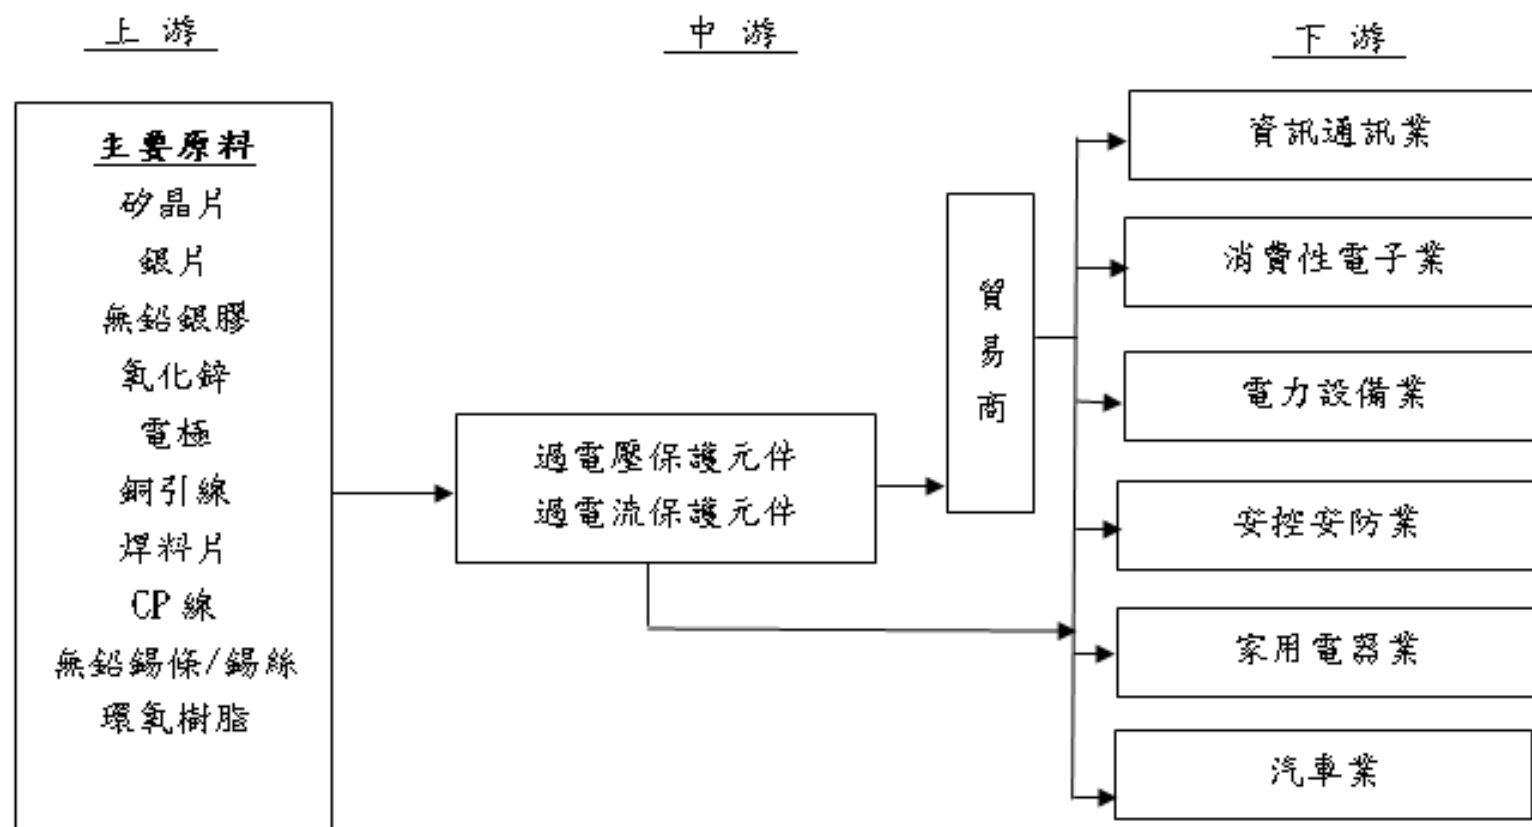 上游
中游
下游
主要原料
矽晶片
銀片
無鉛銀膠
氧化鋅
電極
銅引線
焊料片
CP線
無鉛錫條/錫絲
環氧樹脂
過電壓保護元件
過電流保護元件
貿易商
資訊通訊業
消費性電子業
電力設備業
安控安防業
家用電器業
汽車業